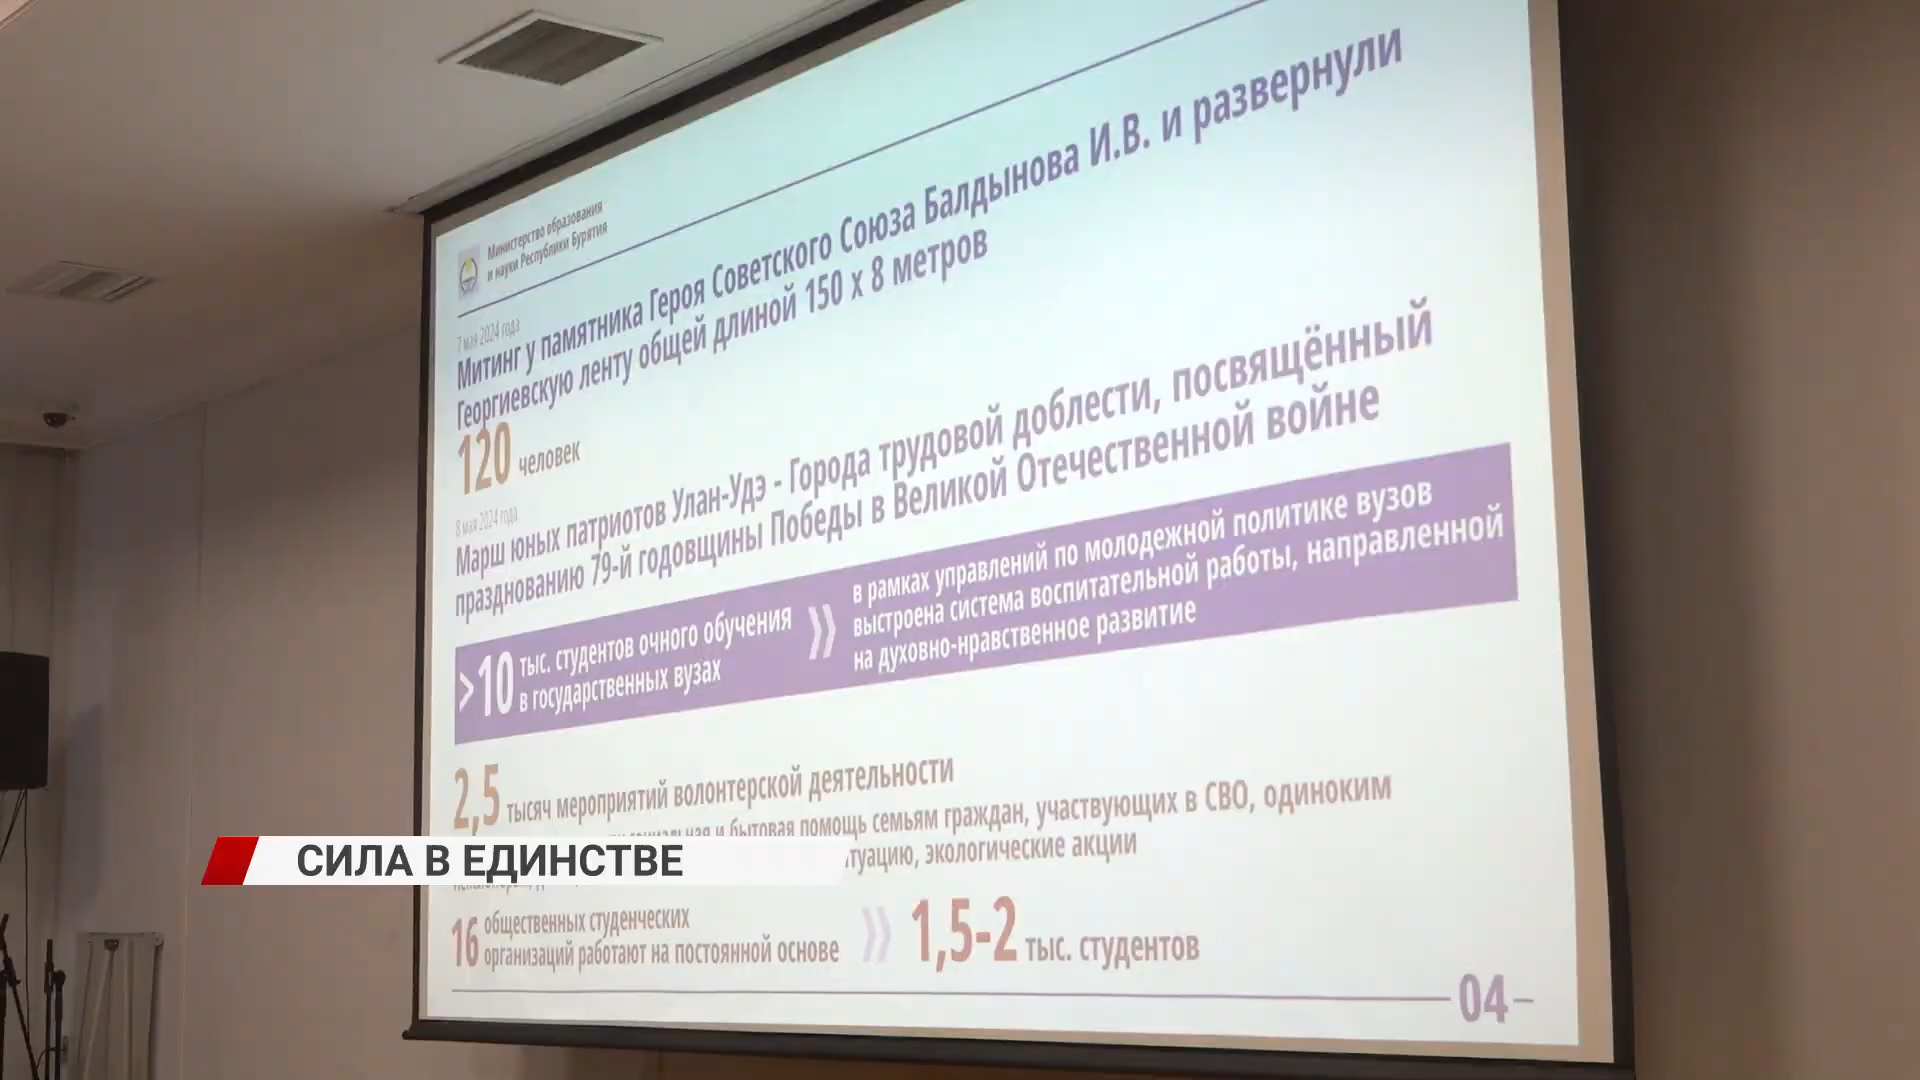 Министерство образования
и науки Республики Бурятия
7 мая 2024 года
Митинг у памятника Героя Советского Союза Балдынова И.В. и развернули
Георгиевскую ленту общей длиной 150 х 8 метров
120 человек
8 мая 2024 года
Марш юных патриотов Улан-Удэ - Города трудовой доблести, посвящённый
празднованию 79-й годовщины Победы в Великой Отечественной войне
>10 тыс. студентов очного обучения
в государственных вузах
»
в рамках управлений по молодежной политике вузов
выстроена система воспитательной работы, направленной
на духовно-нравственное развитие
2,5 тысяч мероприятий волонтерской деятельности
и бытовая помощь семьям граждан, участвующих в СВО, одиноким
экологические акции
СИЛА В ЕДИНСТВЕ
16 общественных студенческих
организаций работают на постоянной основе
» 1,5-2 тыс. студентов
04